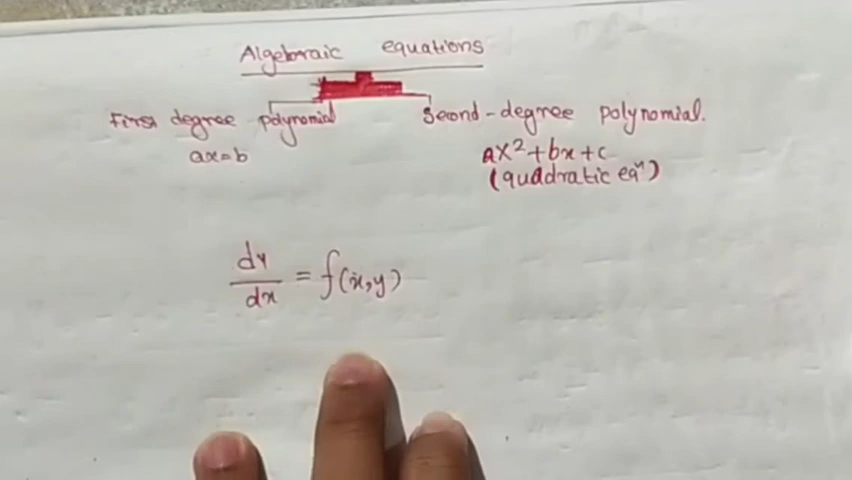 Algebraic equations
First degree polynomial
Second-degree polynomial.
ax=b
ax²+bx+c
(quadratic eqⁿ)
dy/dx = f(x,y)